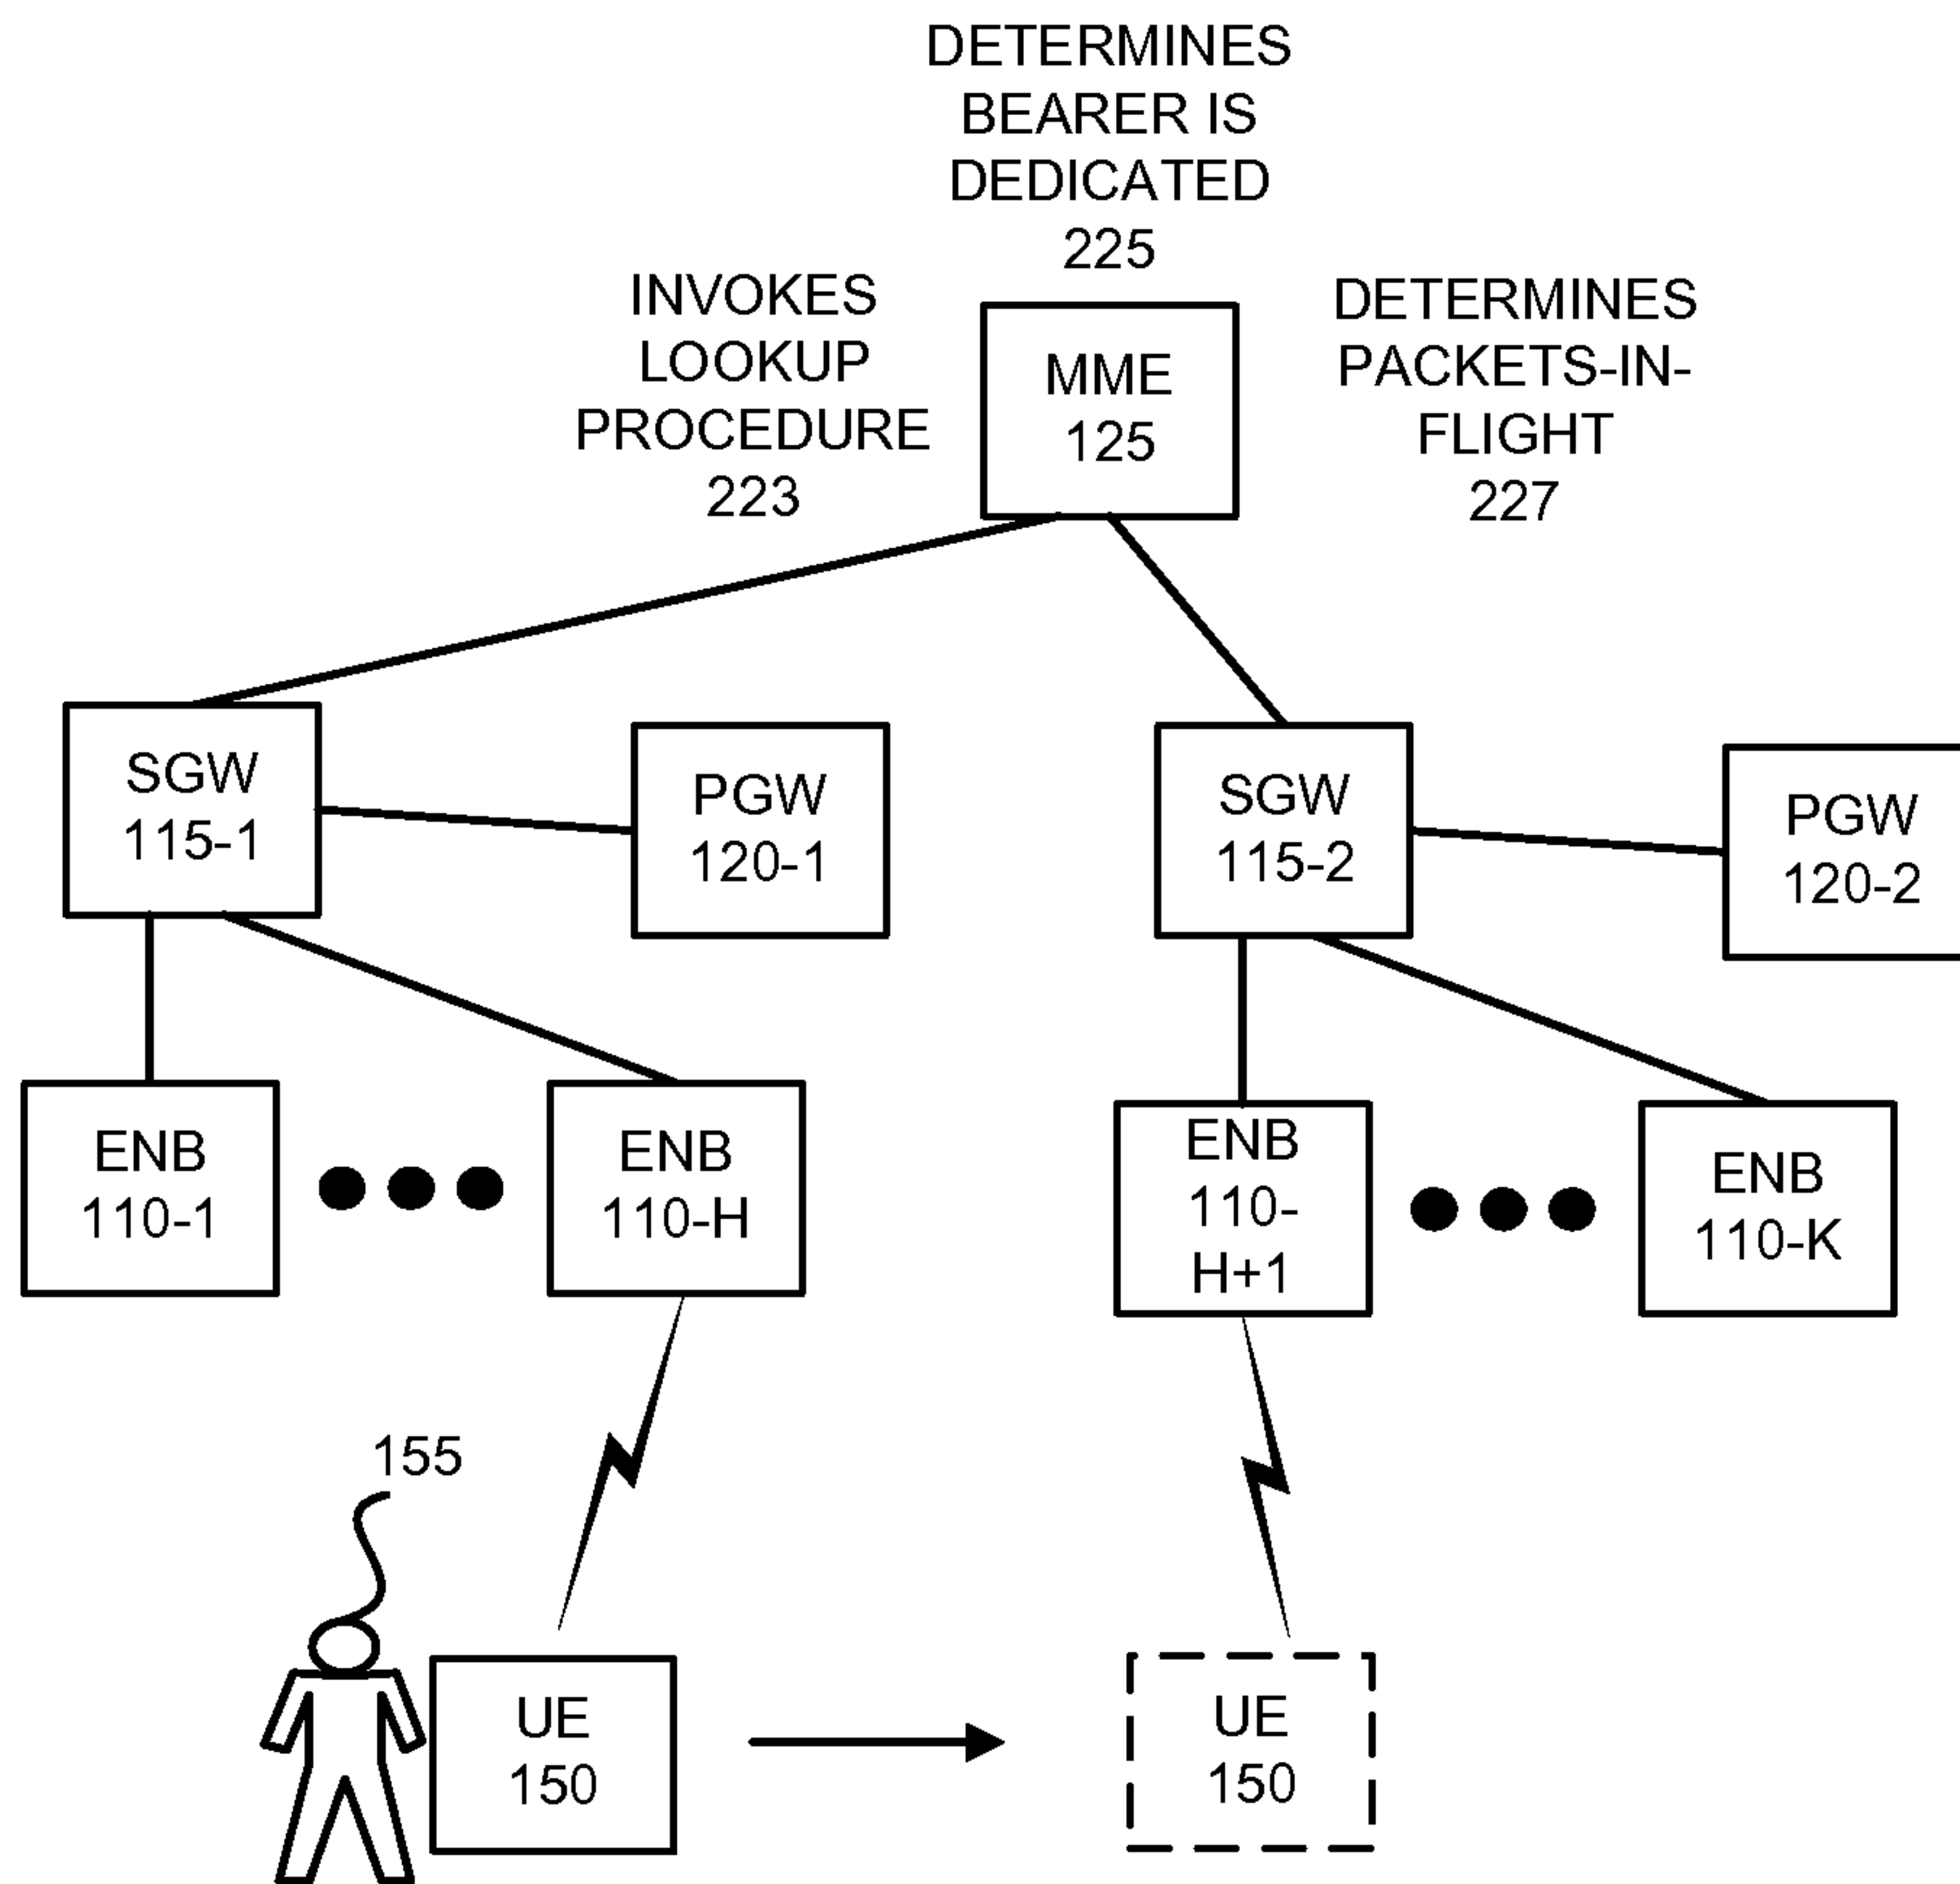 DETERMINES
BEARER IS
DEDICATED
225
INVOKES
LOOKUP
PROCEDURE
223
MME
125
DETERMINES
PACKETS-IN-
FLIGHT
227
SGW
115-1
PGW
120-1
SGW
115-2
PGW
120-2
ENB
110-1
ENB
110-H
ENB
110-
H+1
ENB
110-K
155
UE
150
UE
150